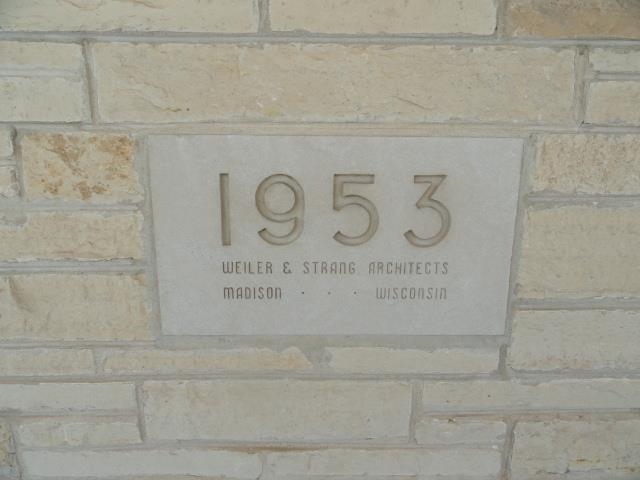 1953
WEILER & STRANG ARCHITECTS
MADISON · · · WISCONSIN